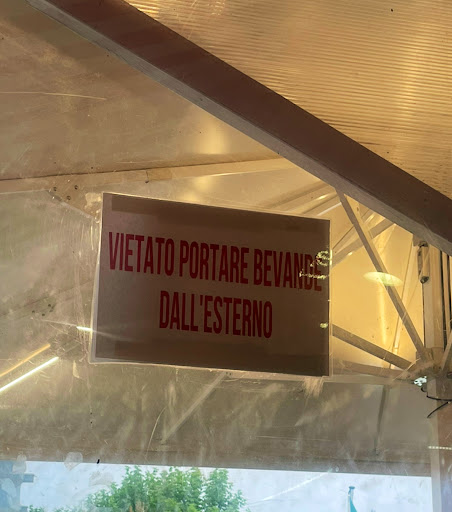 VIETATO PORTARE BEVANDE
DALL'ESTERNO